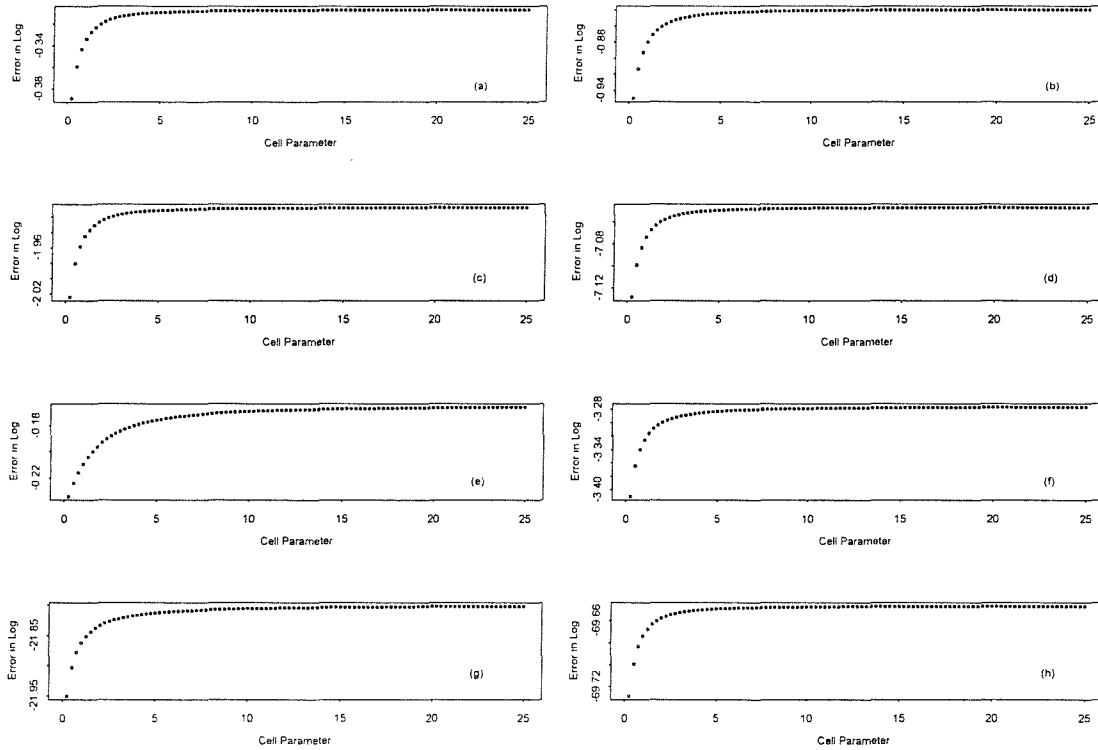 Error in Log
-0.34
-0.38
(a)
0 5 10 15 20 25
Cell Parameter
Error in Log
-0.86
-0.94
(b)
0 5 10 15 20 25
Cell Parameter
Error in Log
-1.96
-2.02
(c)
0 5 10 15 20 25
Cell Parameter
Error in Log
-7.08
-7.12
(d)
0 5 10 15 20 25
Cell Parameter
Error in Log
-0.18
-0.22
(e)
0 5 10 15 20 25
Cell Parameter
Error in Log
-3.28
-3.34
-3.40
(f)
0 5 10 15 20 25
Cell Parameter
Error in Log
-21.85
-21.95
(g)
0 5 10 15 20 25
Cell Parameter
Error in Log
-69.66
-69.72
(h)
0 5 10 15 20 25
Cell Parameter